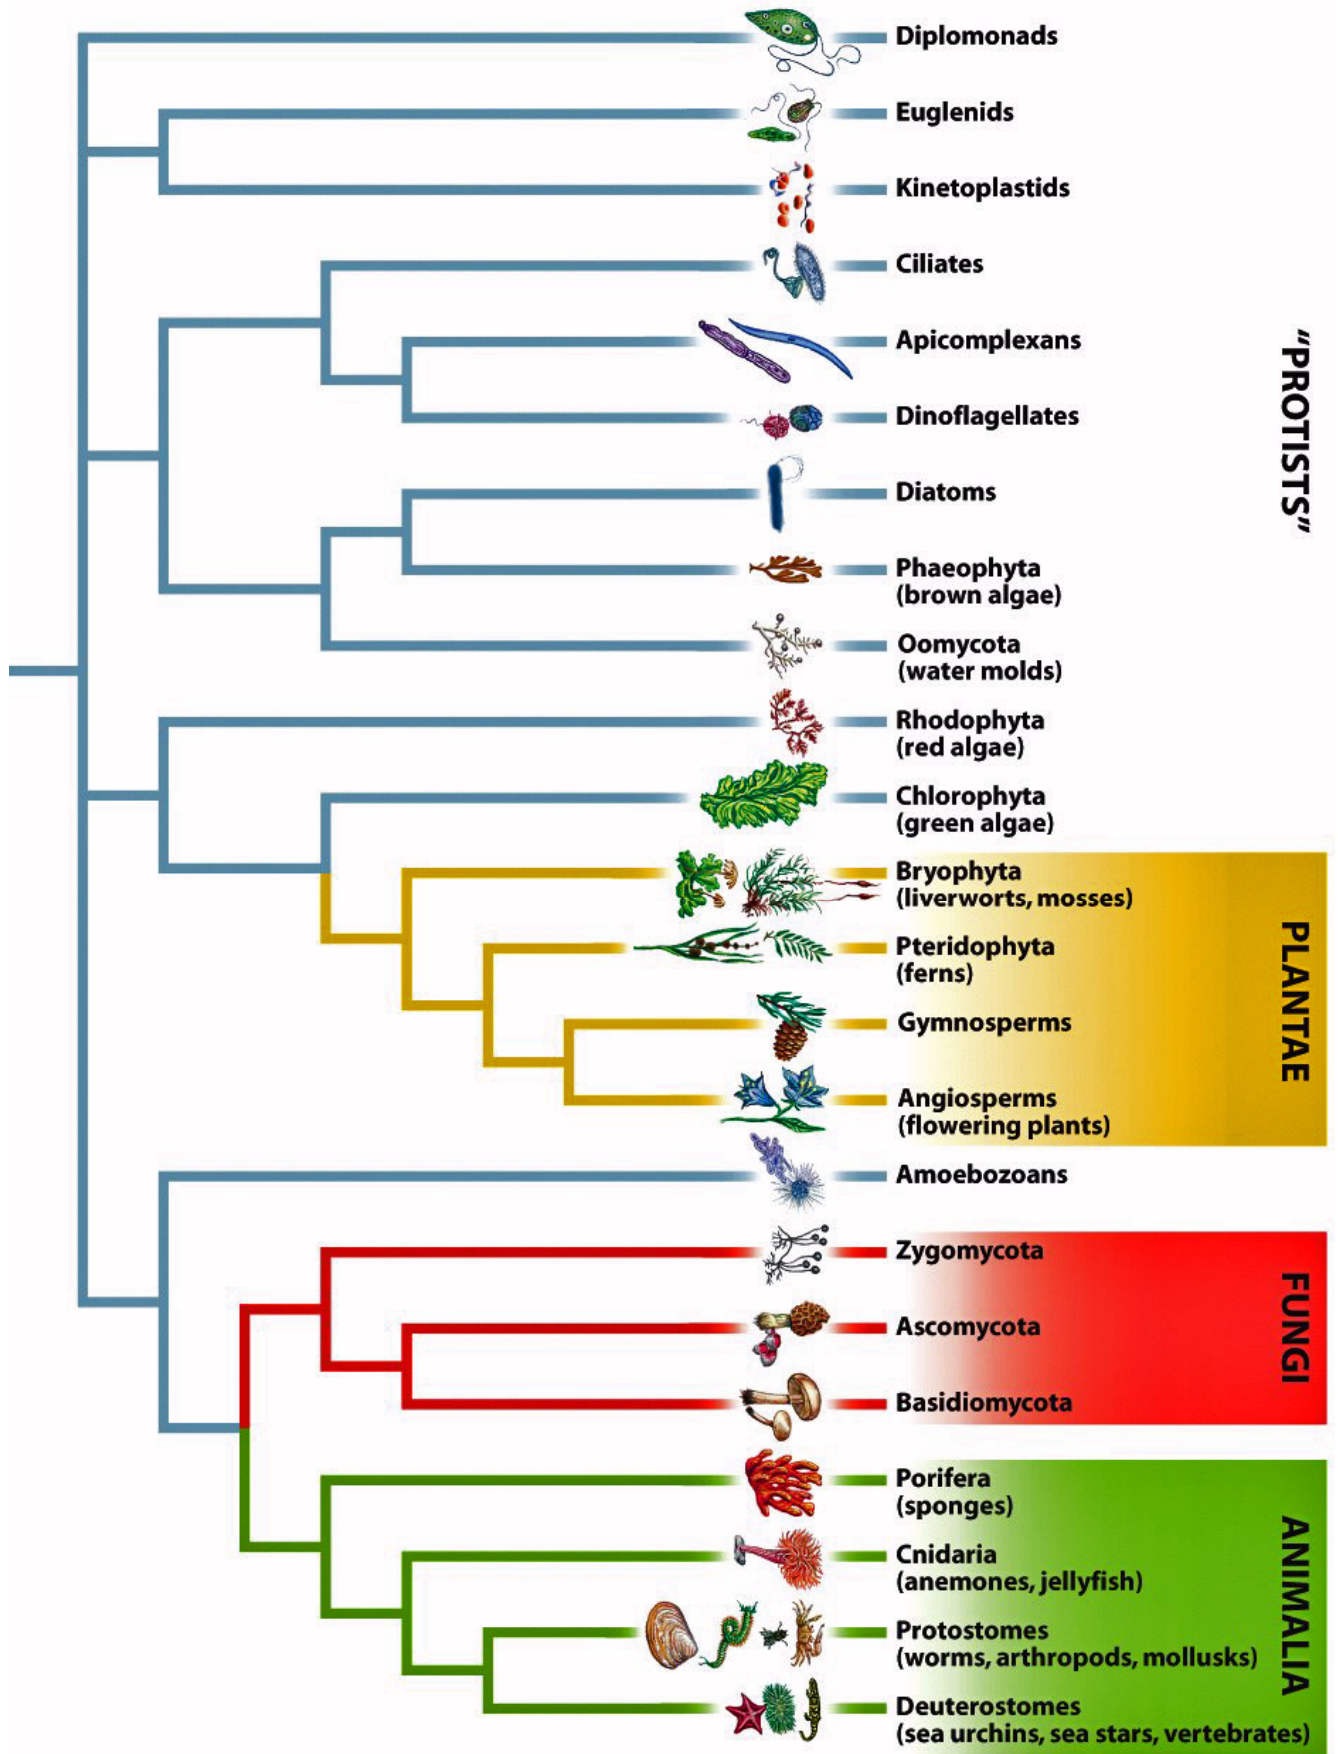 Diplomonads
Euglenids
Kinetoplastids
Ciliates
Apicomplexans
Dinoflagellates
Diatoms
Phaeophyta
(brown algae)
Oomycota
(water molds)
Rhodophyta
(red algae)
Chlorophyta
(green algae)
"PROTISTS"
Bryophyta
(liverworts, mosses)
Pteridophyta
(ferns)
Gymnosperms
Angiosperms
(flowering plants)
PLANTAE
Amoebozoans
Zygomycota
Ascomycota
Basidiomycota
FUNGI
Porifera
(sponges)
Cnidaria
(anemones, jellyfish)
Protostomes
(worms, arthropods, mollusks)
Deuterostomes
(sea urchins, sea stars, vertebrates)
ANIMALIA